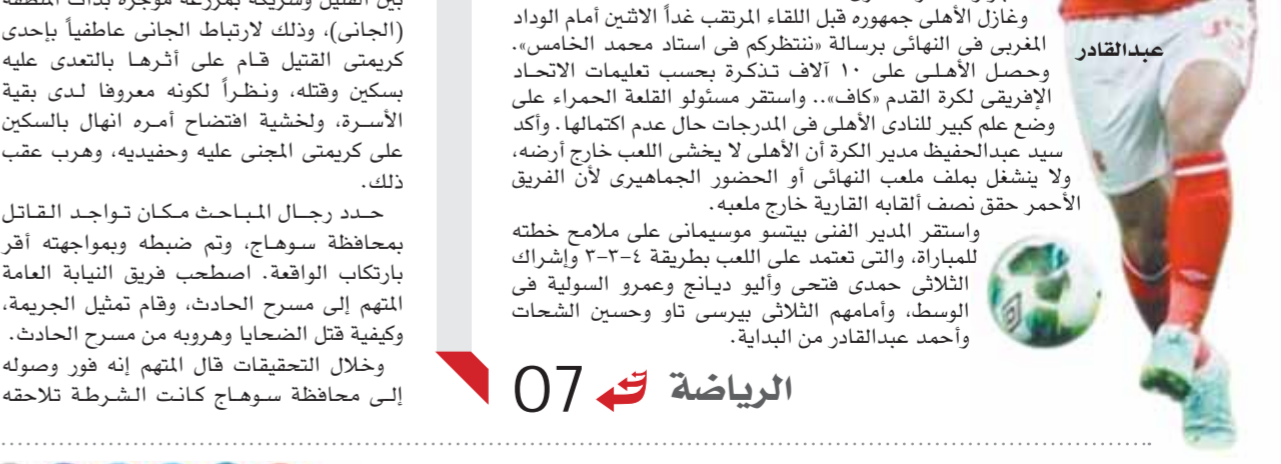 عبدالقادر
وغازل الأهلى جمهوره قبل اللقاء المرتقب غداً الاثنين أمام الوداد
المغربى فى النهائى برسالة «ننتظركم فى استاد محمد الخامس».
وحصل الأهلى على ١٠ آلاف تذكرة بحسب تعليمات الاتحاد
الإفريقى لكرة القدم «كاف».. واستقر مسئولو القلعة الحمراء على
وضع علم كبير للنادى الأهلى فى المدرجات حال عدم اكتمالها. وأكد
سيد عبدالحفيظ مدير الكرة أن الأهلى لا يخشى اللعب خارج أرضه،
ولا ينشغل بملف ملعب النهائى أو الحضور الجماهيرى لأن الفريق
الأحمر حقق نصف ألقابه القارية خارج ملعبه.
واستقر المدير الفنى بيتسو موسيمانى على ملامح خطته
للمباراة، والتى تعتمد على اللعب بطريقة ٤-٣-٣ وإشراك
الثلاثى حمدى فتحى وأليو ديانج وعمرو السولية فى
الوسط، وأمامهم الثلاثى بيرسى تاو وحسين الشحات
وأحمد عبدالقادر من البداية.
الرياضة 07
بين القتيل وشريكه بمزرعة مؤجرة بذات المنطقة
(الجانى)، وذلك لارتباط الجانى عاطفياً بإحدى
كريمتى القتيل قام على أثرها بالتعدى عليه
بسكين وقتله، ونظراً لكونه معروفا لدى بقية
الأسرة، ولخشية افتضاح أمره انهال بالسكين
على كريمتى المجنى عليه وحفيديه، وهرب عقب
ذلك.
حدد رجال المباحث مكان تواجد القاتل
بمحافظة سوهاج، وتم ضبطه وبمواجهته أقر
بارتكاب الواقعة. اصطحب فريق النيابة العامة
المتهم إلى مسرح الحادث، وقام تمثيل الجريمة،
وكيفية قتل الضحايا وهروبه من مسرح الحادث.
وخلال التحقيقات قال المتهم إنه فور وصوله
إلى محافظة سوهاج كانت الشرطة تلاحقه